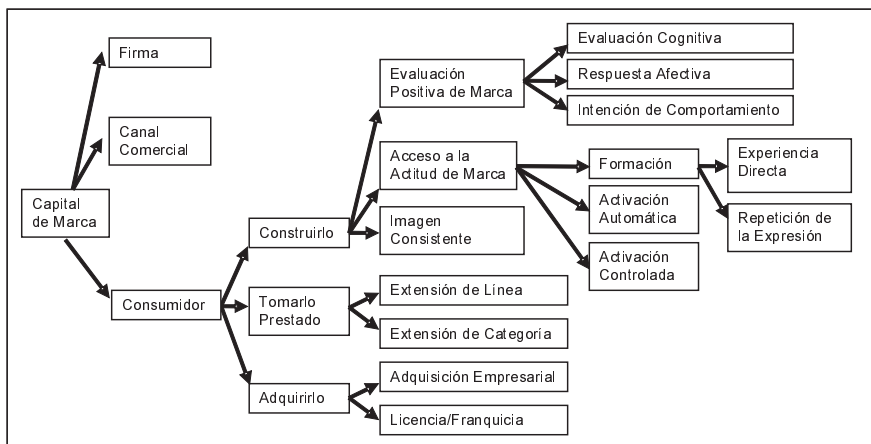 Firma
Canal
Comercial
Capital
de Marca
Consumidor
Construirlo
Tomarlo
Prestado
Adquirirlo
Evaluación
Positiva de Marca
Acceso a la
Actitud de Marca
Imagen
Consistente
Extensión de Línea
Extensión de Categoría
Adquisición Empresarial
Licencia/Franquicia
Evaluación Cognitiva
Respuesta Afectiva
Intención de Comportamiento
Formación
Activación
Automática
Activación
Controlada
Experiencia
Directa
Repetición de
la Expresión